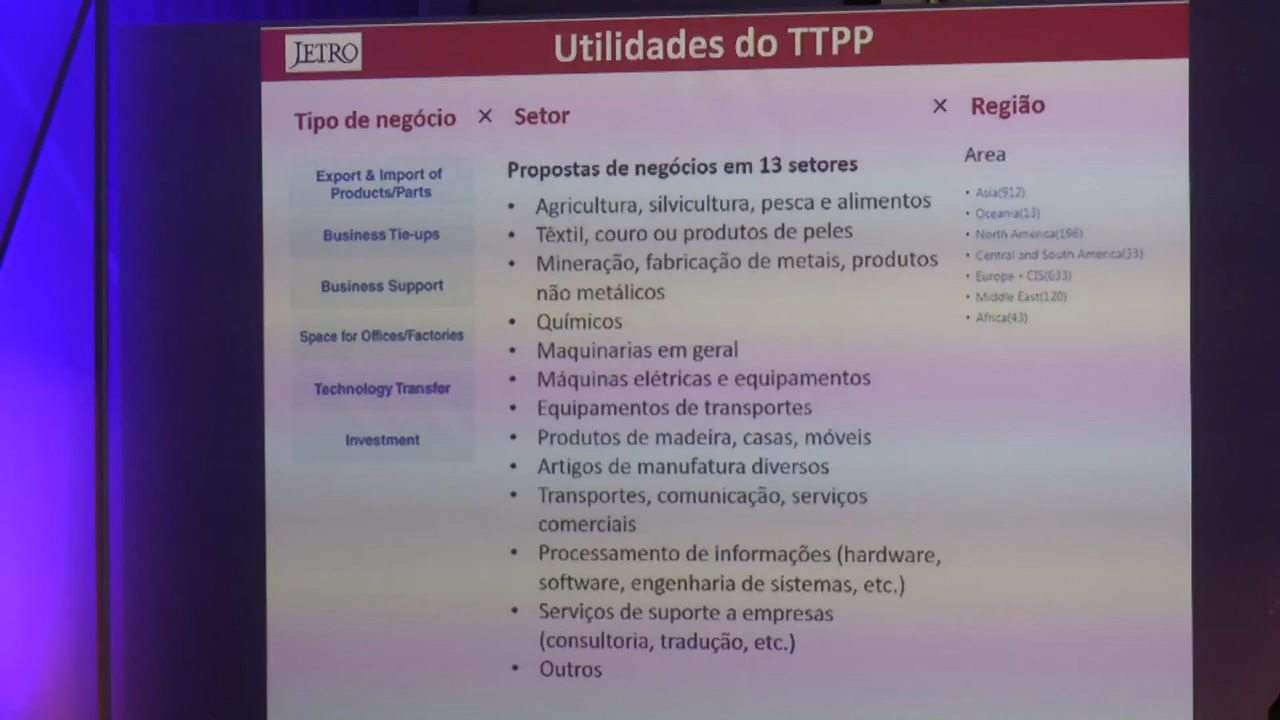 JETRO
Utilidades do TTPP
Tipo de negócio × Setor × Região
Export & Import of
Products/Parts
Business Tie-ups
Business Support
Space for Offices/Factories
Technology Transfer
Investment
Propostas de negócios em 13 setores
• Agricultura, silvicultura, pesca e alimentos
• Têxtil, couro ou produtos de peles
• Mineração, fabricação de metais, produtos
não metálicos
• Químicos
• Maquinarias em geral
• Máquinas elétricas e equipamentos
• Equipamentos de transportes
• Produtos de madeira, casas, móveis
• Artigos de manufatura diversos
• Transportes, comunicação, serviços
comerciais
• Processamento de informações (hardware,
software, engenharia de sistemas, etc.)
• Serviços de suporte a empresas
(consultoria, tradução, etc.)
• Outros
Area
• Asia(912)
• Oceania(13)
• North America(196)
• Central and South America(33)
• Europe・CIS(633)
• Middle East(120)
• Africa(43)